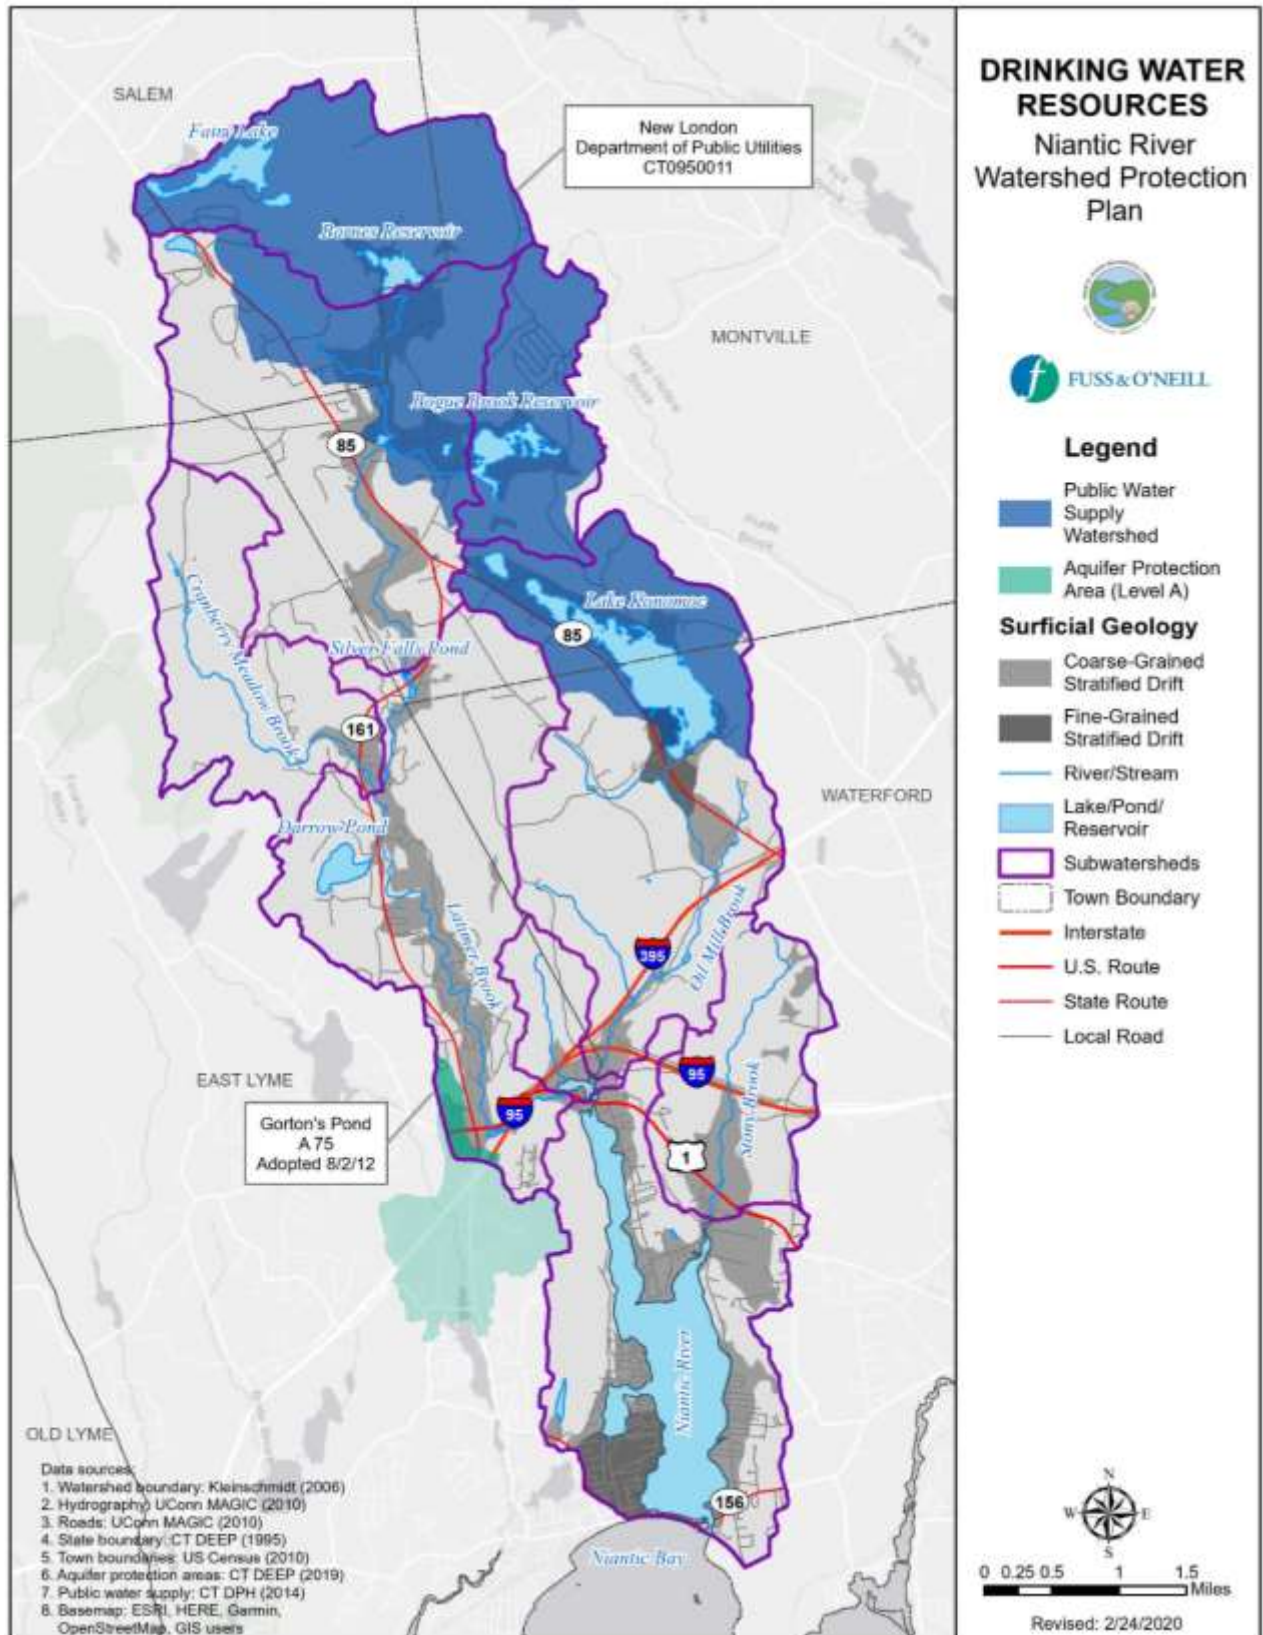 DRINKING WATER
RESOURCES
Niantic River
Watershed Protection
Plan
FUSS & O'NEILL
Legend
Public Water
Supply
Watershed
Aquifer Protection
Area (Level A)
Surficial Geology
Coarse-Grained
Stratified Drift
Fine-Grained
Stratified Drift
River/Stream
Lake/Pond/
Reservoir
Subwatersheds
Town Boundary
Interstate
U.S. Route
State Route
Local Road
N
W
E
S
0 0.25 0.5 1 1.5
Miles
Revised: 2/24/2020
SALEM
New London
Department of Public Utilities
CT0950011
Barnes Reservoir
MONTVILLE
Bogue Brook Reservoir
85
Lake Konomoc
85
Cranberry Meadow Brook
Silver Falls Pond
161
WATERFORD
Darrow Pond
Latimer Brook
395
Oil Mill Brook
EAST LYME
95
Stony Brook
Gorton's Pond
A 75
Adopted 8/2/12
95
1
Niantic River
OLD LYME
156
Niantic Bay
Data sources:
1. Watershed boundary: Kleinschmidt (2006)
2. Hydrography: UConn MAGIC (2010)
3. Roads: UConn MAGIC (2010)
4. State boundary: CT DEEP (1995)
5. Town boundaries: US Census (2010)
6. Aquifer protection areas: CT DEEP (2019)
7. Public water supply: CT DPH (2014)
8. Basemap: ESRI, HERE, Garmin,
OpenStreetMap, GIS users